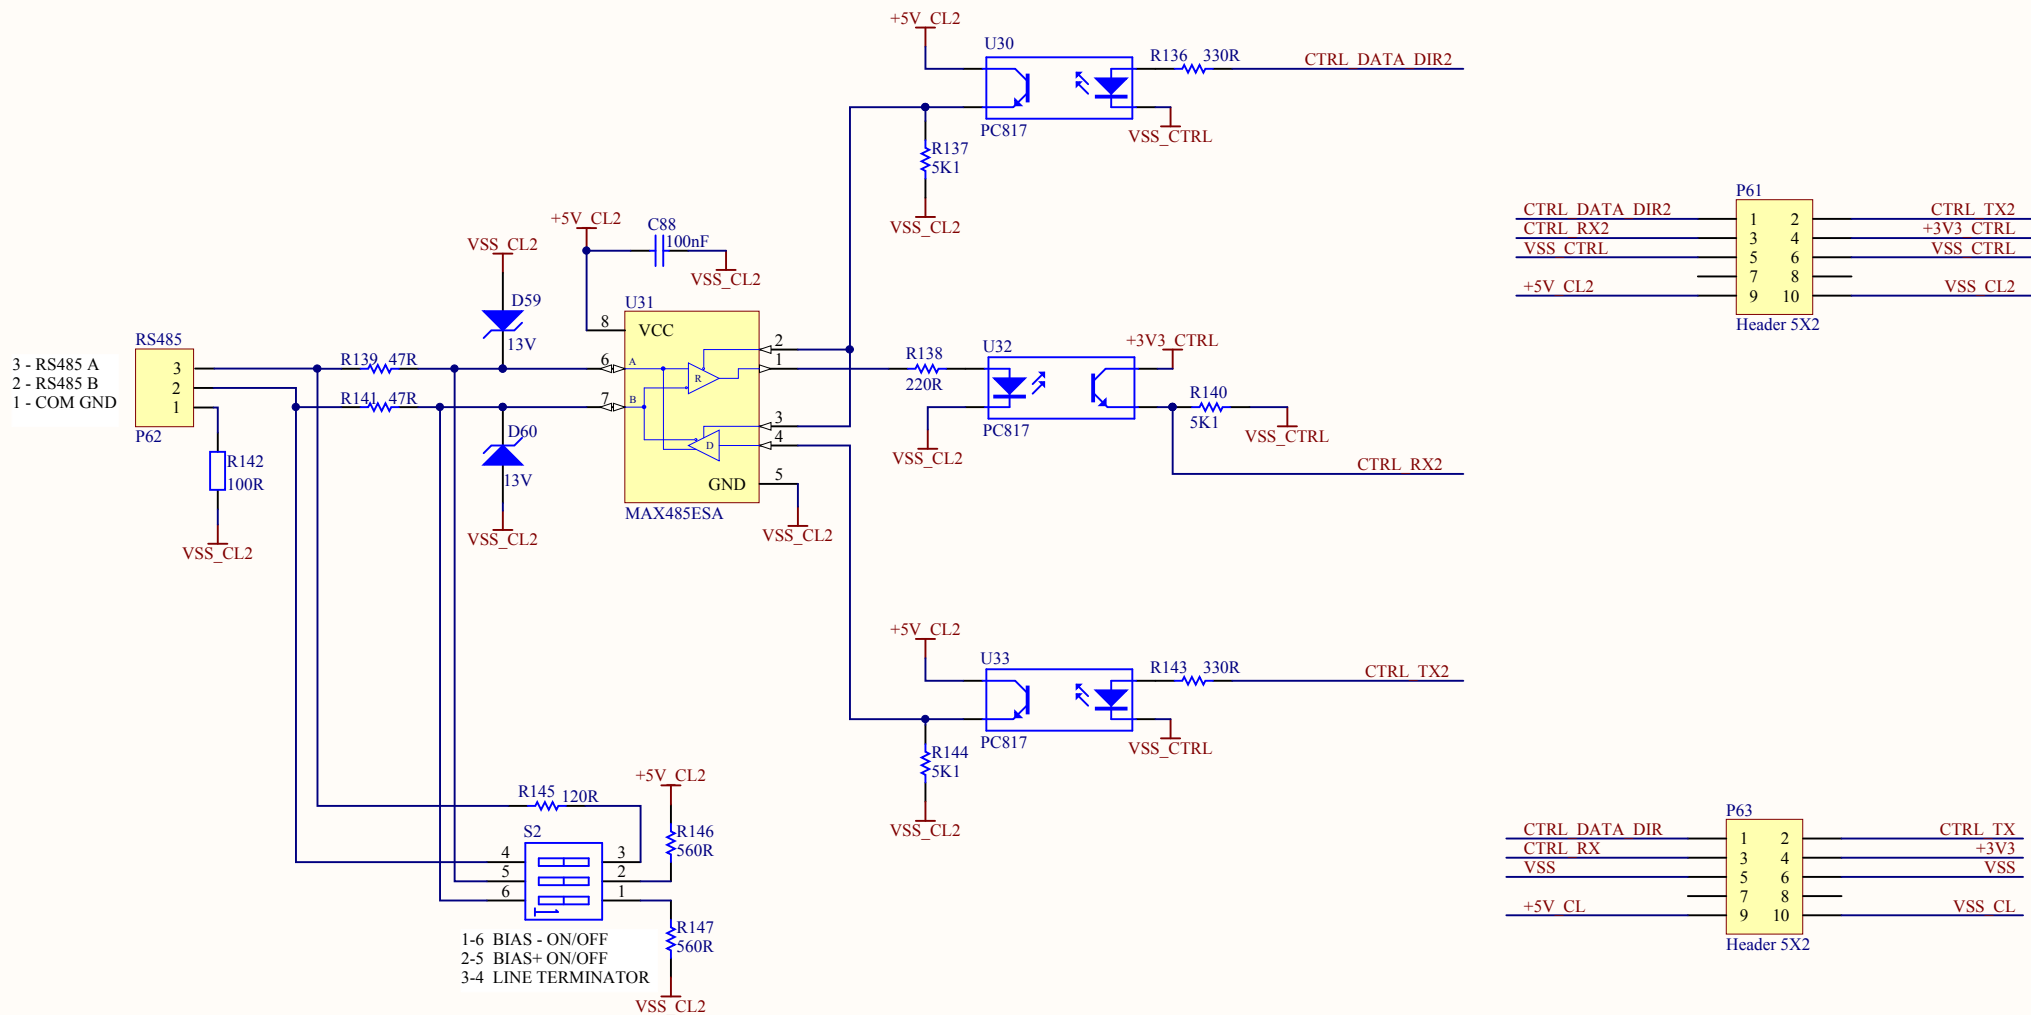 +5V_CL2
U30
R136 330R
CTRL_DATA_DIR2
PC817
VSS_CTRL
R137
5K1
VSS_CL2
P61
CTRL_DATA_DIR2 1 2 CTRL_TX2
CTRL_RX2 3 4 +3V3_CTRL
VSS_CTRL 5 6 VSS_CTRL
7 8
+5V_CL2 9 10 VSS_CL2
Header 5X2
+5V_CL2
C88
100nF
VSS_CL2
VSS_CL2
D59
13V
U31
8 VCC
2
6 A
1
R
7 B
3
4
D
GND 5
MAX485ESA
VSS_CL2
RS485
3 - RS485 A
2 - RS485 B
1 - COM GND
3
2
1
P62
R139 47R
R141 47R
R142
100R
VSS_CL2
D60
13V
VSS_CL2
R138
220R
U32
+3V3_CTRL
PC817
VSS_CL2
R140
5K1
VSS_CTRL
CTRL_RX2
+5V_CL2
U33
R143 330R
CTRL_TX2
PC817
VSS_CTRL
R144
5K1
VSS_CL2
+5V_CL2
R145 120R
R146
560R
S2
4 3
5 2
6 1
1
R147
560R
VSS_CL2
1-6 BIAS - ON/OFF
2-5 BIAS+ ON/OFF
3-4 LINE TERMINATOR
P63
CTRL_DATA_DIR 1 2 CTRL_TX
CTRL_RX 3 4 +3V3
VSS 5 6 VSS
7 8
+5V_CL 9 10 VSS_CL
Header 5X2